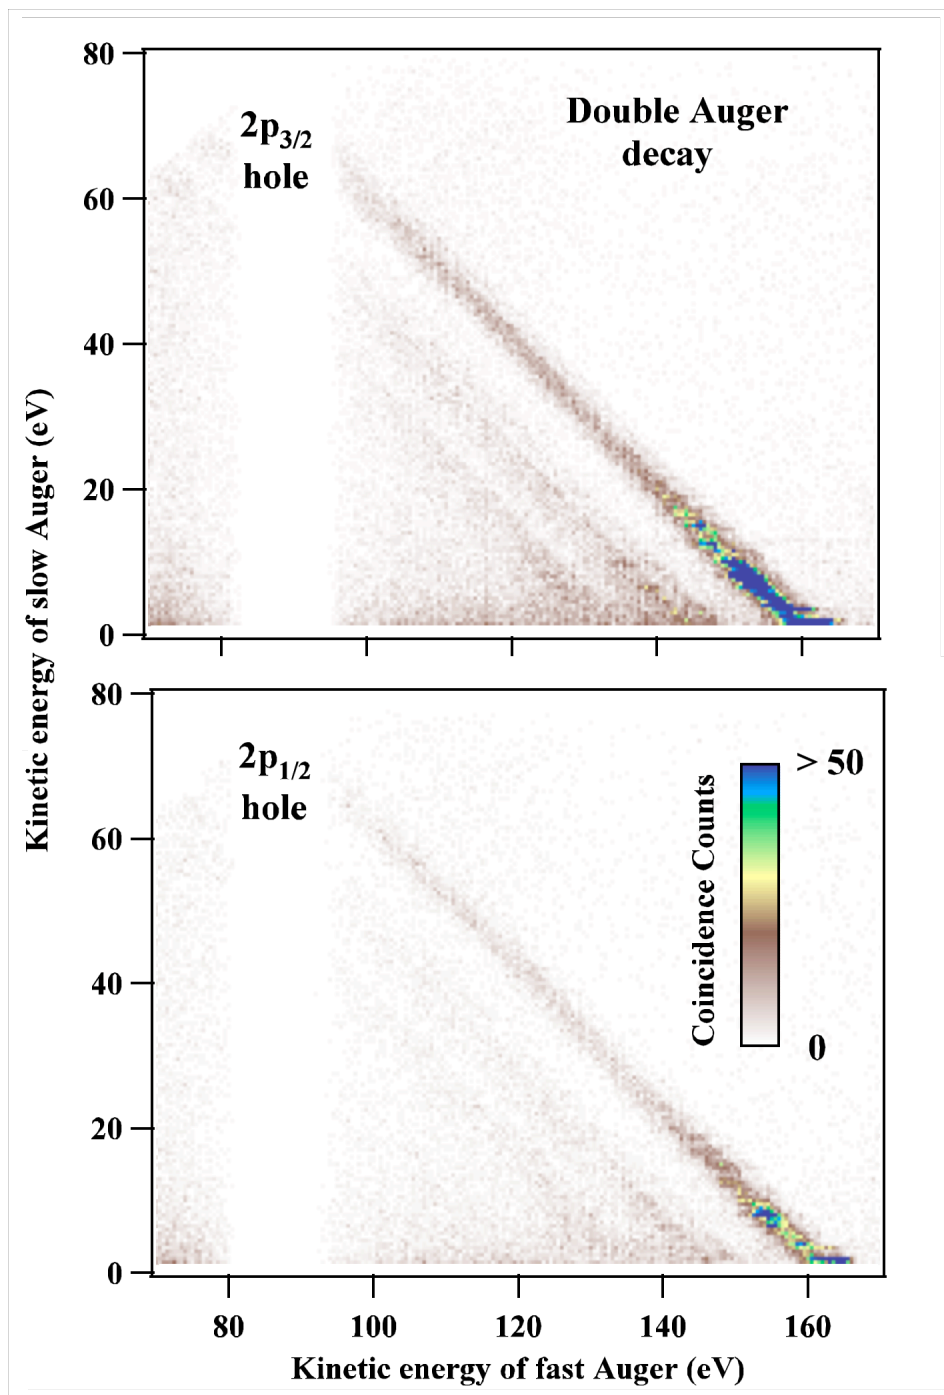 80
60
40
20
0
2p3/2
hole
Double Auger
decay
Kinetic energy of slow Auger (eV)
80
60
40
20
0
2p1/2
hole
Coincidence Counts
> 50
0
80 100 120 140 160
Kinetic energy of fast Auger (eV)